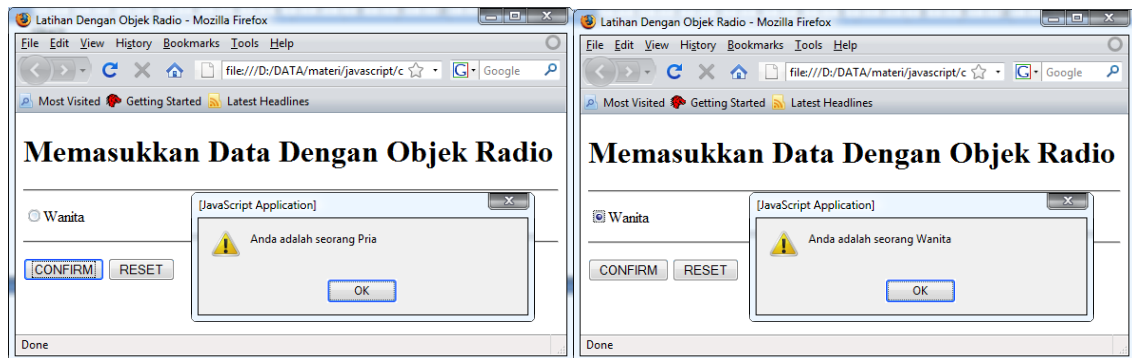 Latihan Dengan Objek Radio - Mozilla Firefox
File Edit View History Bookmarks Tools Help
file:///D:/DATA/materi/javascript/c
G Google
Most Visited Getting Started Latest Headlines
Memasukkan Data Dengan Objek Radio
Wanita
[JavaScript Application]
Anda adalah seorang Pria
OK
CONFIRM RESET
Done
Latihan Dengan Objek Radio - Mozilla Firefox
File Edit View History Bookmarks Tools Help
file:///D:/DATA/materi/javascript/c
G Google
Most Visited Getting Started Latest Headlines
Memasukkan Data Dengan Objek Radio
Wanita
[JavaScript Application]
Anda adalah seorang Wanita
OK
CONFIRM RESET
Done